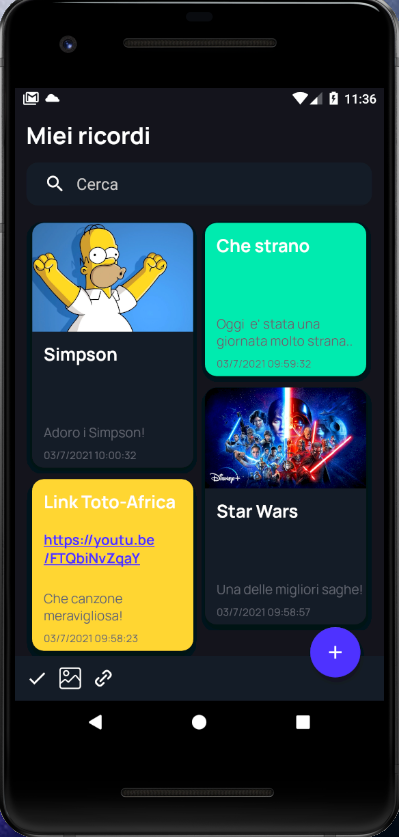 11:36
Miei ricordi
Cerca
Simpson
Adoro i Simpson!
03/7/2021 10:00:32
Che strano
Oggi e' stata una
giornata molto strana..
03/7/2021 09:59:32
Link Toto-Africa
https://youtu.be
/FTQbiNvZqaY
Che canzone
meravigliosa!
03/7/2021 09:58:23
Disney+
Star Wars
Una delle migliori saghe!
03/7/2021 09:58:57